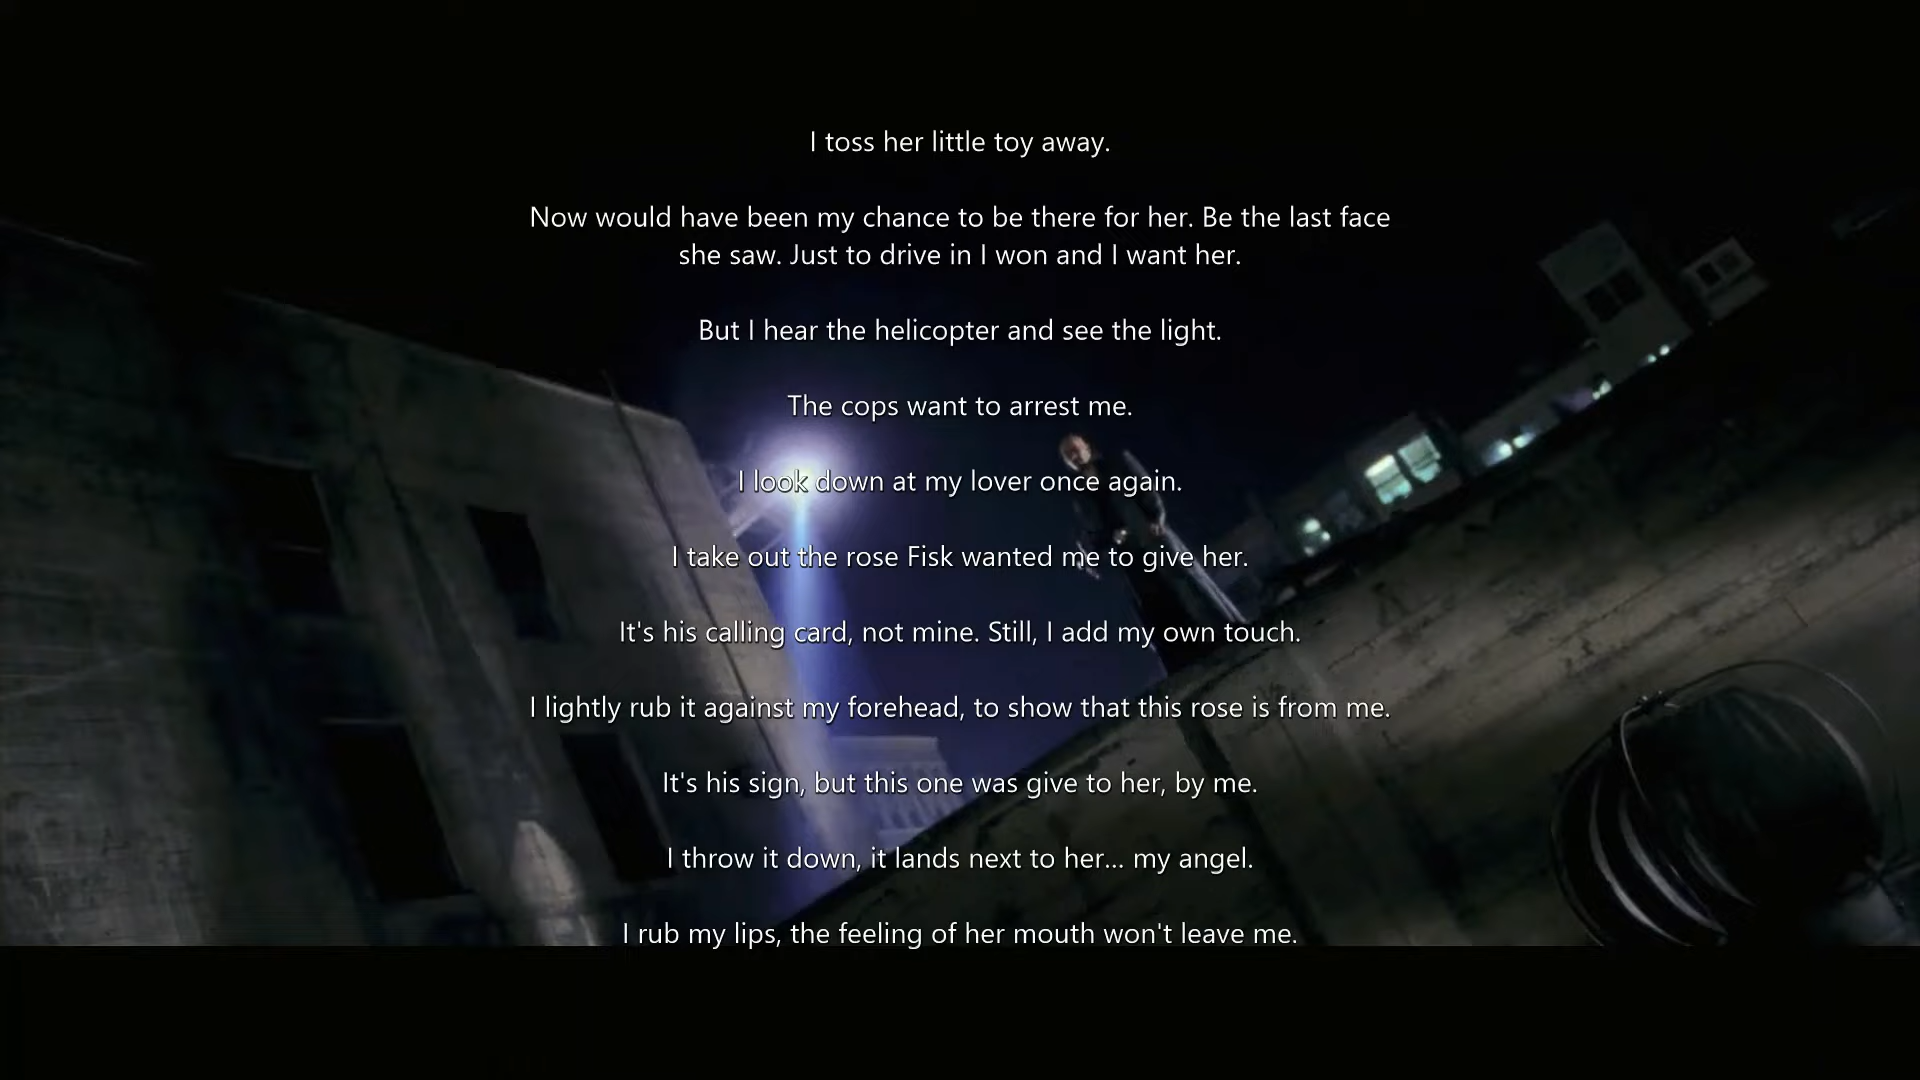 I toss her little toy away.
Now would have been my chance to be there for her. Be the last face
she saw. Just to drive in I won and I want her.
But I hear the helicopter and see the light.
The cops want to arrest me.
I look down at my lover once again.
I take out the rose Fisk wanted me to give her.
It's his calling card, not mine. Still, I add my own touch.
I lightly rub it against my forehead, to show that this rose is from me.
It's his sign, but this one was give to her, by me.
I throw it down, it lands next to her... my angel.
I rub my lips, the feeling of her mouth won't leave me.